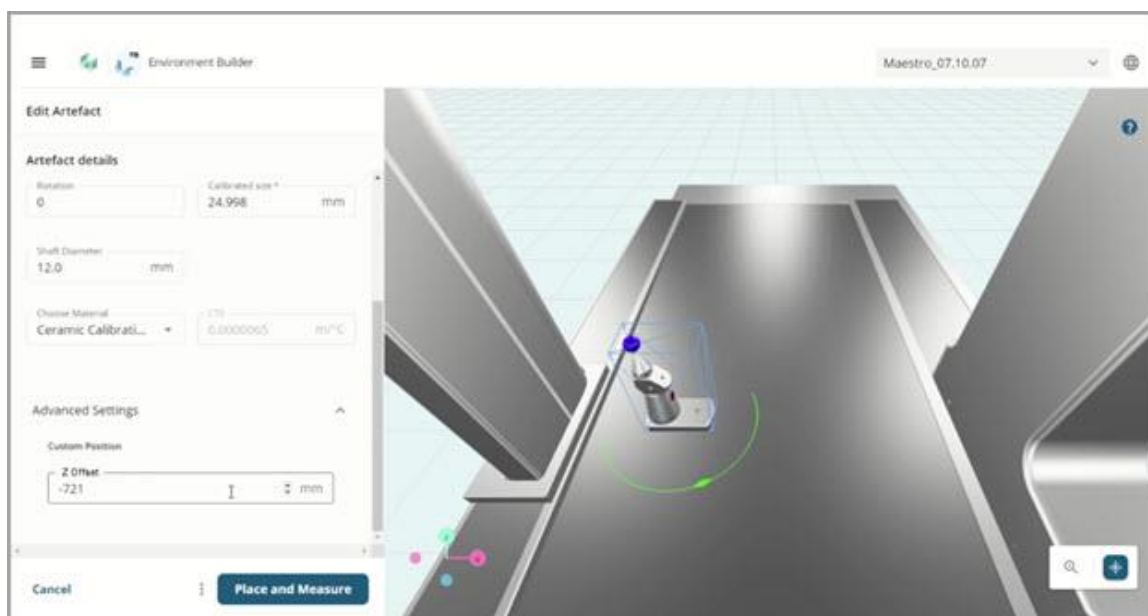 Environment Builder
Maestro_07.10.07
Edit Artefact
Artefact details
Rotation
0
Calibrated size *
24.998 mm
Shaft Diameter
12.0 mm
Choose Material
Ceramic Calibrati...
CTE
0.0000065 m/°C
Advanced Settings
Custom Position
Z Offset
-721 mm
Cancel
Place and Measure